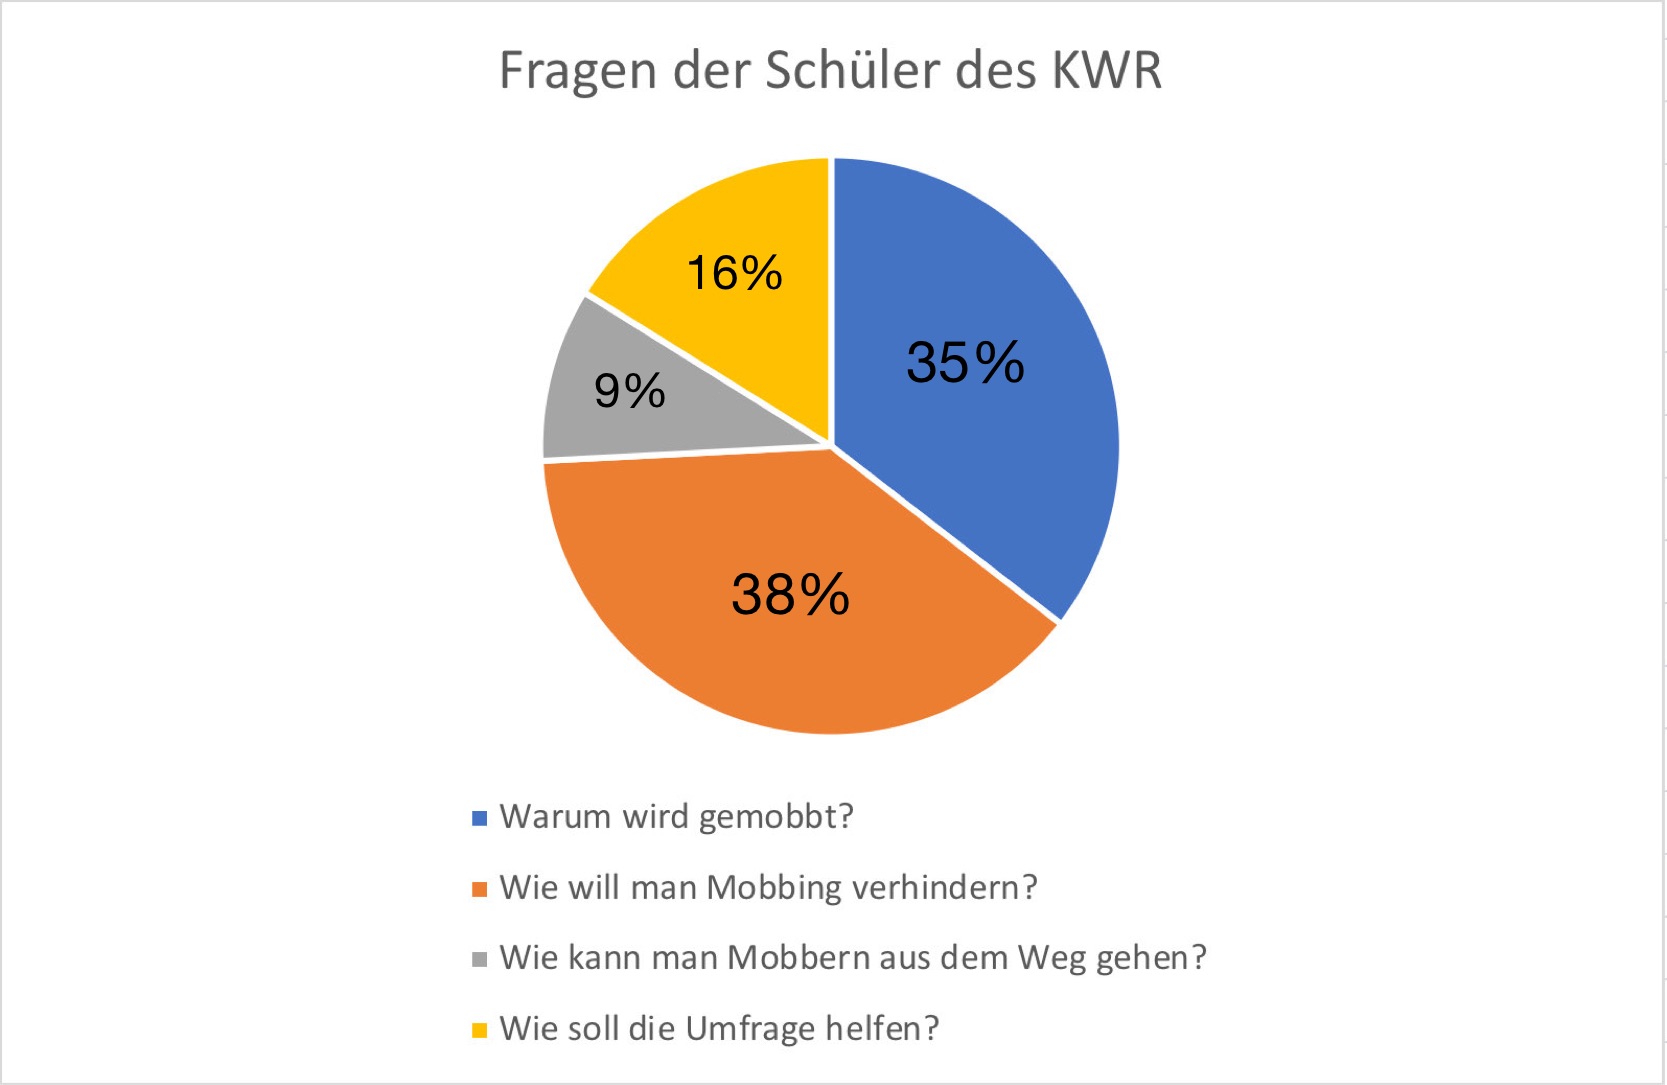 Fragen der Schüler des KWR
16%
35%
9%
38%
Warum wird gemobbt?
Wie will man Mobbing verhindern?
Wie kann man Mobbern aus dem Weg gehen?
Wie soll die Umfrage helfen?